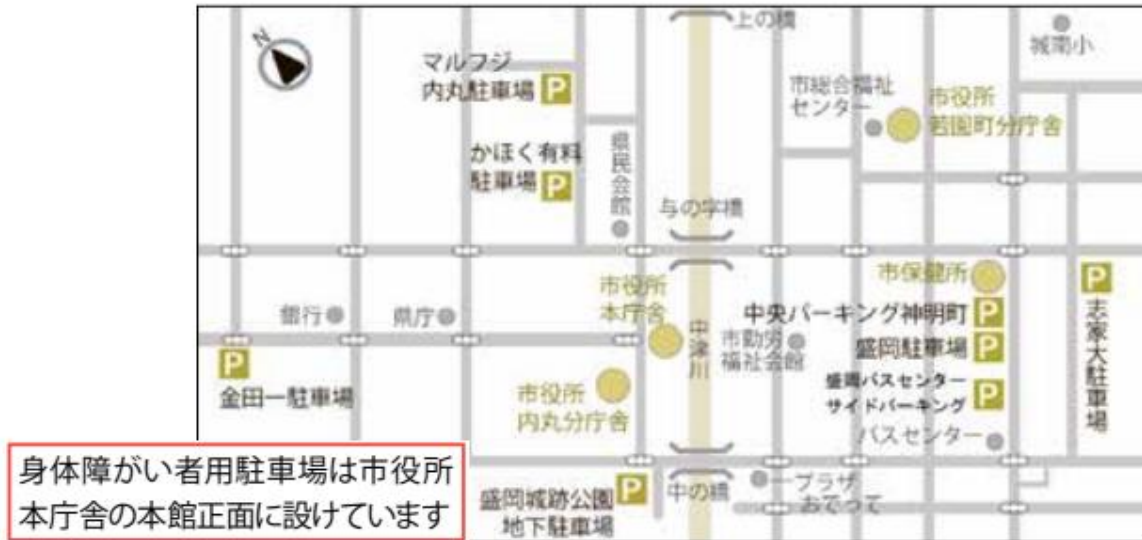 N
上の橋
城南小
マルフジ
内丸駐車場 P
市総合福祉
センター
市役所
若園町分庁舎
かほく有料
駐車場 P
県民会館
与の字橋
市役所
本庁舎
市保健所
P
志家大駐車場
銀行
県庁
中津川
市勤労
福祉会館
中央パーキング神明町 P
盛岡駐車場 P
P
金田一駐車場
市役所
内丸分庁舎
盛岡バスセンター
サイドパーキング P
バスセンター
身体障がい者用駐車場は市役所
本庁舎の本館正面に設けています
盛岡城跡公園 P
地下駐車場
中の橋
プラザ
おでって